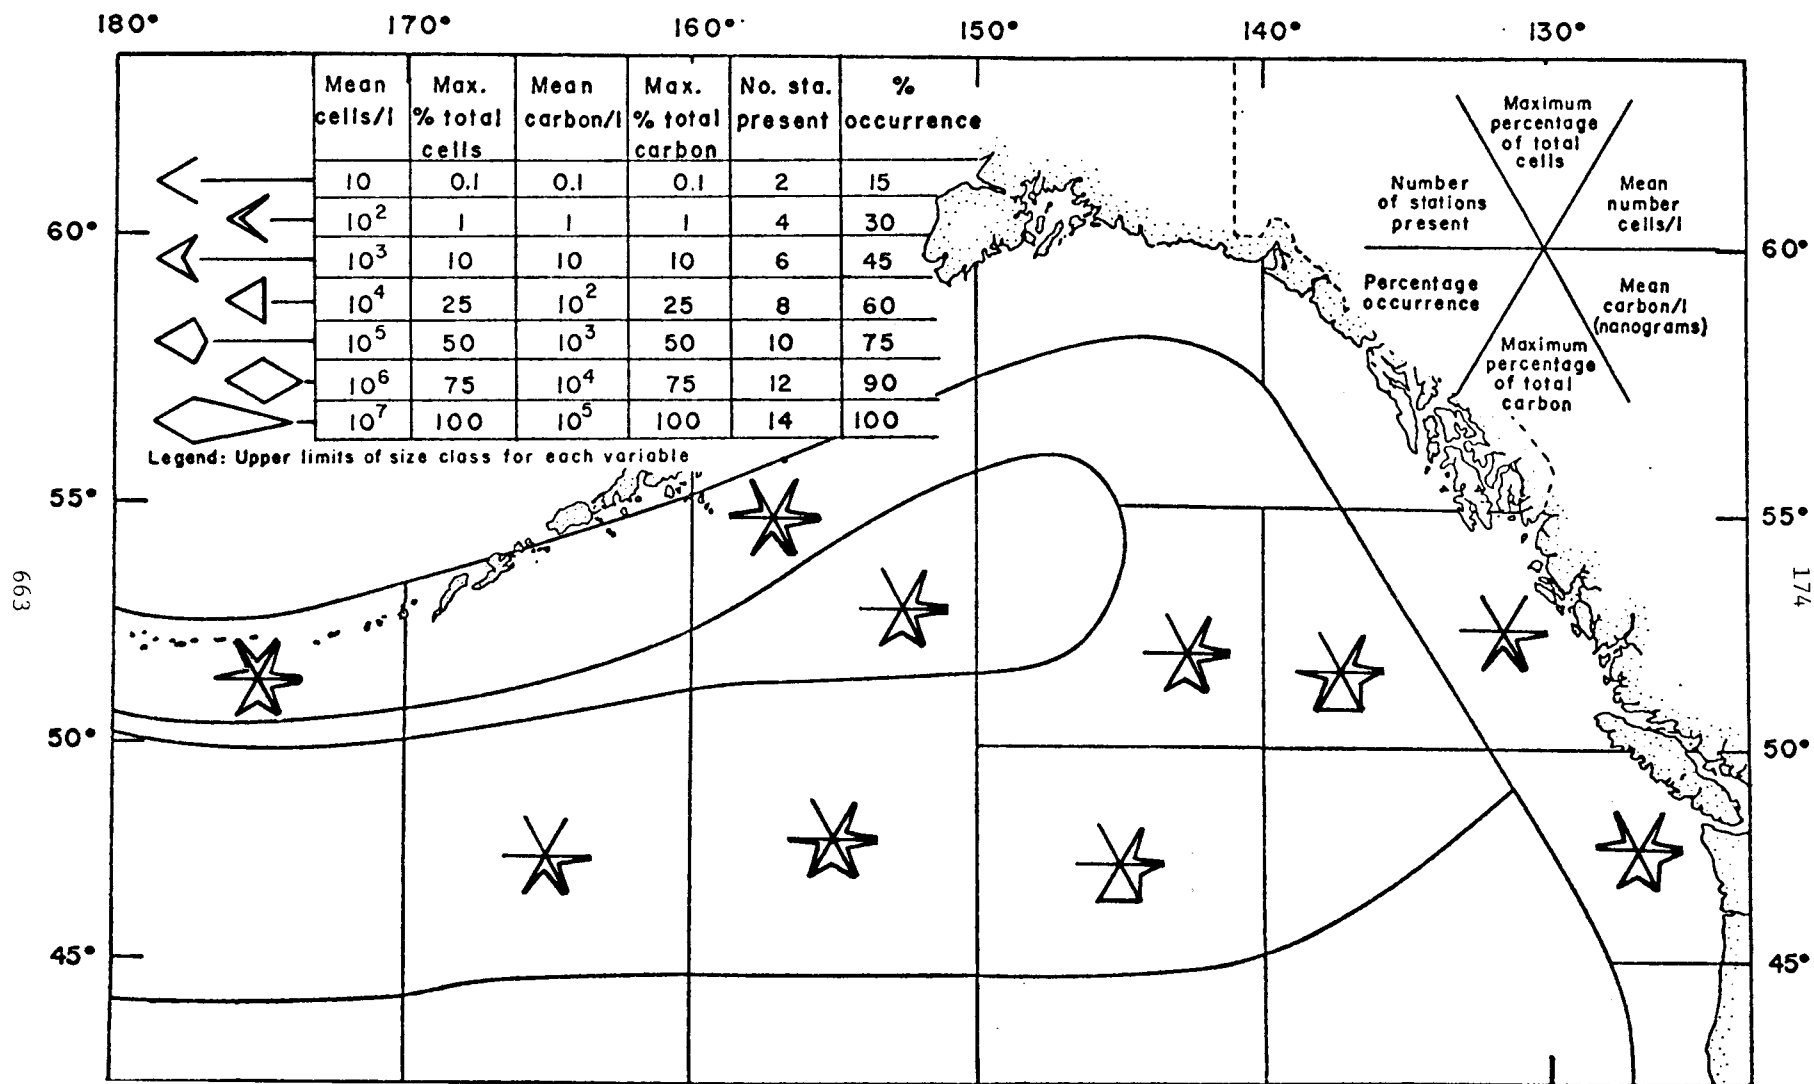 180° 170° 160° 150° 140° 130°
Mean cells/l Max. % total cells Mean carbon/l Max. % total carbon No. sta. present % occurrence
10 0.1 0.1 0.1 2 15
10² 1 1 1 4 30
10³ 10 10 10 6 45
10⁴ 25 10² 25 8 60
10⁵ 50 10³ 50 10 75
10⁶ 75 10⁴ 75 12 90
10⁷ 100 10⁵ 100 14 100
Legend: Upper limits of size class for each variable
Maximum
percentage
of total
cells
Number
of stations
present
Mean
number
cells/l
Percentage
occurrence
Mean
carbon/l
(nanograms)
Maximum
percentage
of total
carbon
60°
55°
50°
45°
60°
55°
50°
45°
663
174